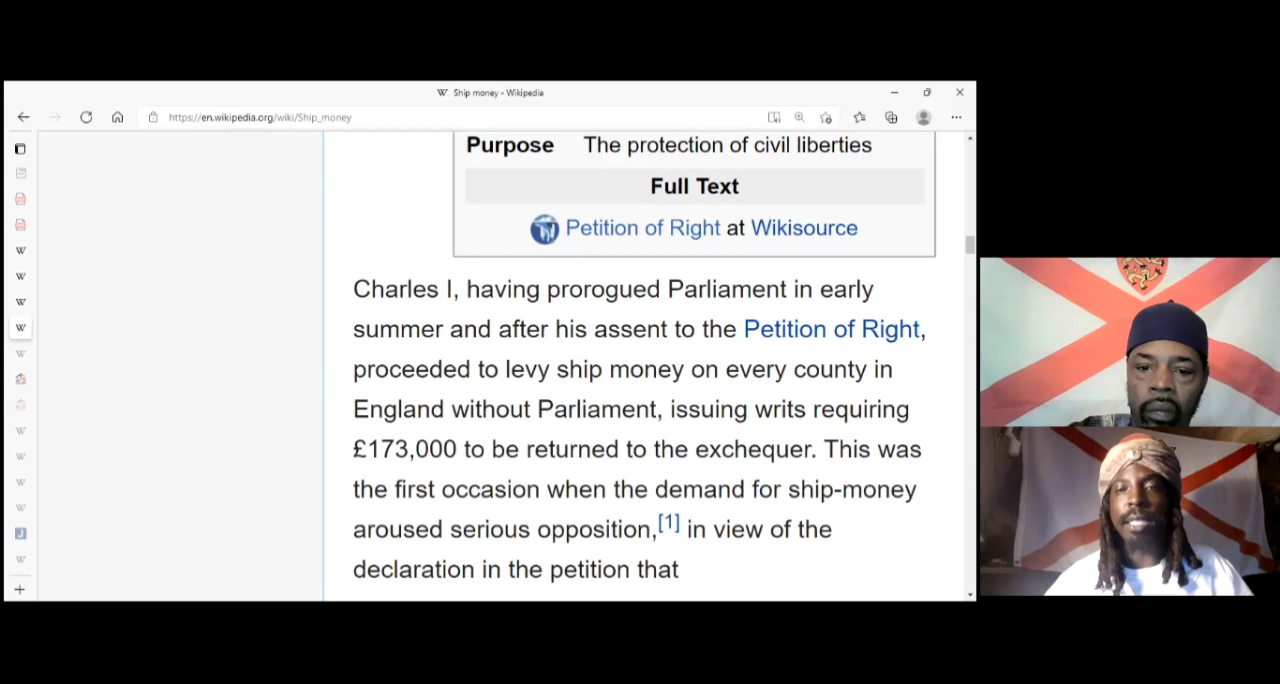 Ship money - Wikipedia
https://en.wikipedia.org/wiki/Ship_money
Purpose The protection of civil liberties
Full Text
Petition of Right at Wikisource
Charles I, having prorogued Parliament in early
summer and after his assent to the Petition of Right,
proceeded to levy ship money on every county in
England without Parliament, issuing writs requiring
£173,000 to be returned to the exchequer. This was
the first occasion when the demand for ship-money
aroused serious opposition,[1] in view of the
declaration in the petition that